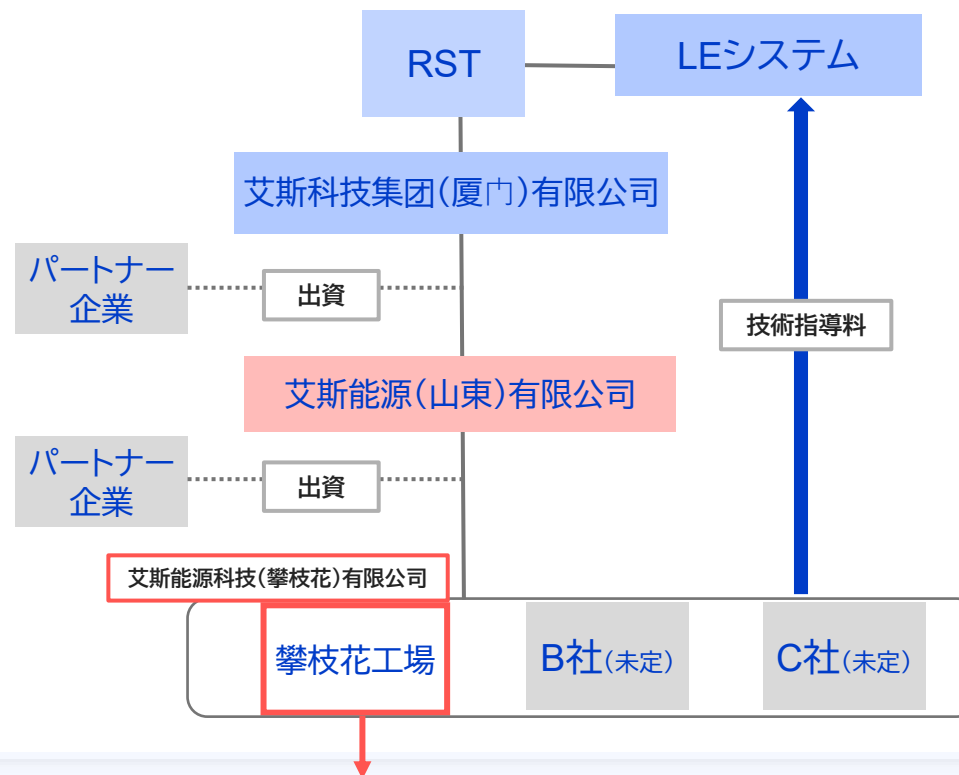 RST
LEシステム
艾斯科技集团(厦门)有限公司
パートナー
企業
出資
技術指導料
艾斯能源(山東)有限公司
パートナー
企業
出資
艾斯能源科技(攀枝花)有限公司
攀枝花工場
B社(未定)
C社(未定)